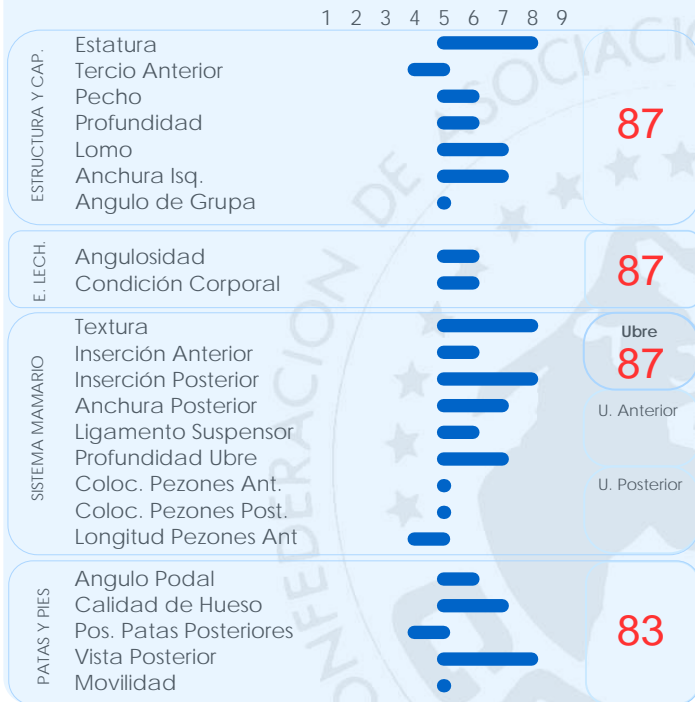 1 2 3 4 5 6 7 8 9
ESTRUCTURA Y CAP.
Estatura
Tercio Anterior
Pecho
Profundidad
Lomo
Anchura Isq.
Angulo de Grupa
87
E. LECH.
Angulosidad
Condición Corporal
87
SISTEMA MAMARIO
Textura
Inserción Anterior
Inserción Posterior
Anchura Posterior
Ligamento Suspensor
Profundidad Ubre
Coloc. Pezones Ant.
Coloc. Pezones Post.
Longitud Pezones Ant
Ubre
87
U. Anterior
U. Posterior
PATAS Y PIES
Angulo Podal
Calidad de Hueso
Pos. Patas Posteriores
Vista Posterior
Movilidad
83
CONFEDERACION DE ASOCIACIO